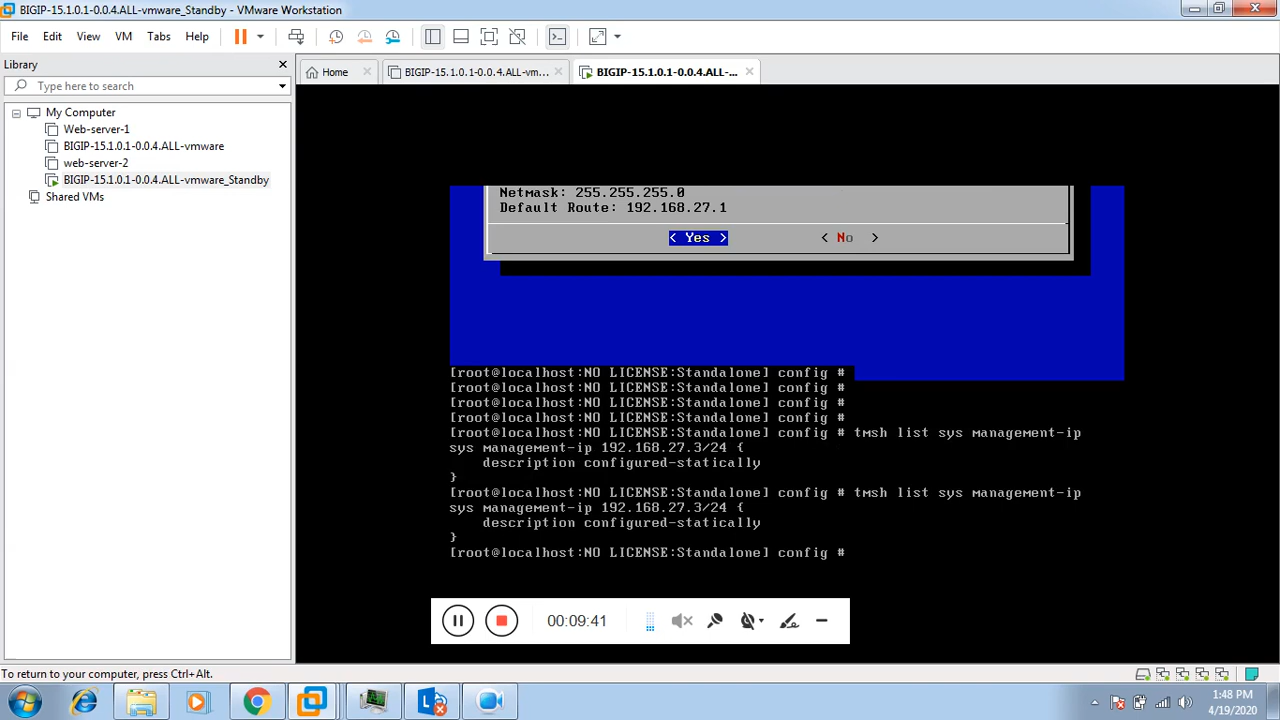 BIGIP-15.1.0.1-0.0.4.ALL-vmware_Standby - VMware Workstation
File Edit View VM Tabs Help
Library
Type here to search
My Computer
Web-server-1
BIGIP-15.1.0.1-0.0.4.ALL-vmware
web-server-2
BIGIP-15.1.0.1-0.0.4.ALL-vmware_Standby
Shared VMs
Home BIGIP-15.1.0.1-0.0.4.ALL-vm... BIGIP-15.1.0.1-0.0.4.ALL-...
Netmask: 255.255.255.0
Default Route: 192.168.27.1
< Yes > < No >
[root@localhost:NO LICENSE:Standalone] config #
[root@localhost:NO LICENSE:Standalone] config #
[root@localhost:NO LICENSE:Standalone] config #
[root@localhost:NO LICENSE:Standalone] config #
[root@localhost:NO LICENSE:Standalone] config # tmsh list sys management-ip
sys management-ip 192.168.27.3/24 {
    description configured-statically
}
[root@localhost:NO LICENSE:Standalone] config # tmsh list sys management-ip
sys management-ip 192.168.27.3/24 {
    description configured-statically
}
[root@localhost:NO LICENSE:Standalone] config #
00:09:41
To return to your computer, press Ctrl+Alt.
1:48 PM
4/19/2020